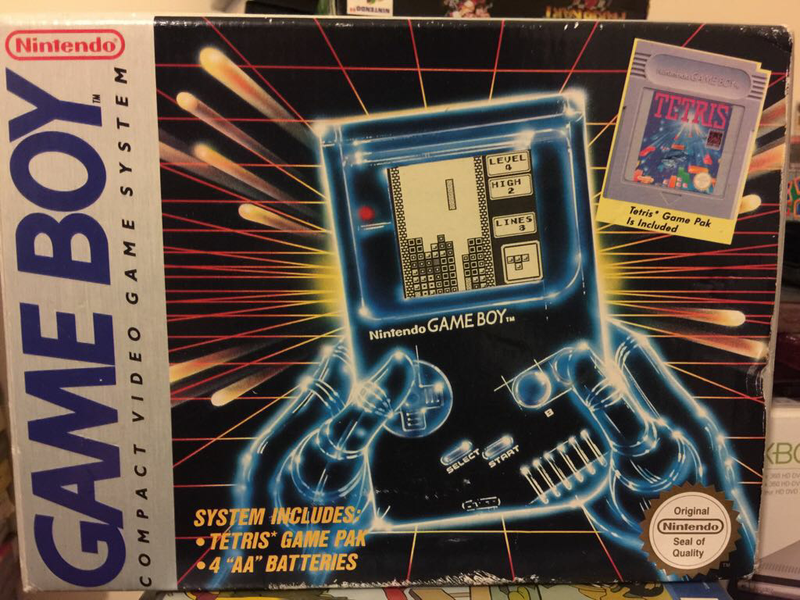 Nintendo
GAME BOY™
COMPACT VIDEO GAME SYSTEM
NINTENDO
TETRIS
Tetris* Game Pak
Is Included
LEVEL
4
HIGH
2
LINES
8
Nintendo GAME BOY™
B
SELECT
START
SYSTEM INCLUDES:
• TETRIS* GAME PAK
• 4 "AA" BATTERIES
Original
Nintendo
Seal of
Quality